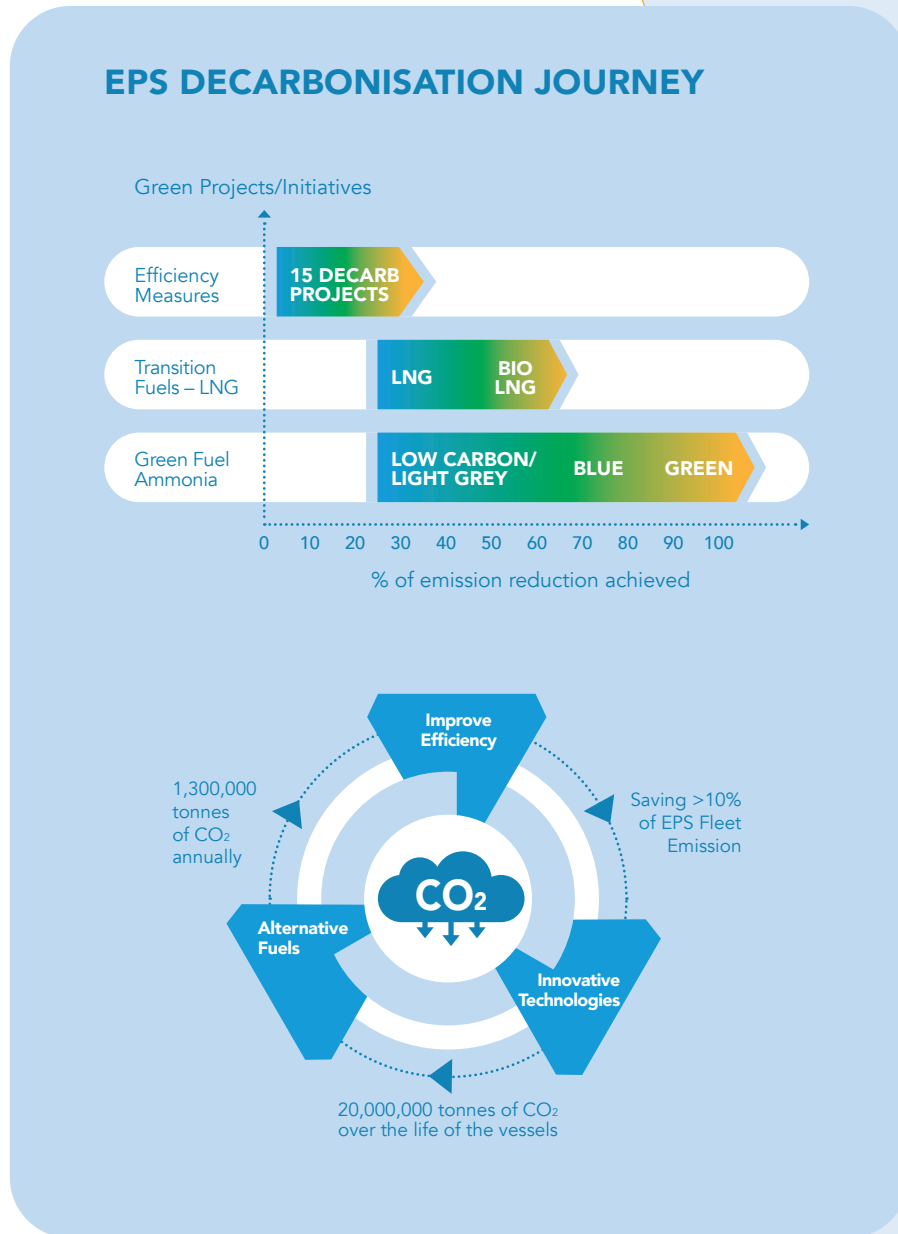 EPS DECARBONISATION JOURNEY
Green Projects/Initiatives
Efficiency
Measures
15 DECARB
PROJECTS
Transition
Fuels – LNG
LNG
BIO
LNG
Green Fuel
Ammonia
LOW CARBON/
LIGHT GREY
BLUE
GREEN
0 10 20 30 40 50 60 70 80 90 100
% of emission reduction achieved
Improve
Efficiency
1,300,000
tonnes
of CO2
annually
Saving >10%
of EPS Fleet
Emission
CO2
Alternative
Fuels
Innovative
Technologies
20,000,000 tonnes of CO2
over the life of the vessels